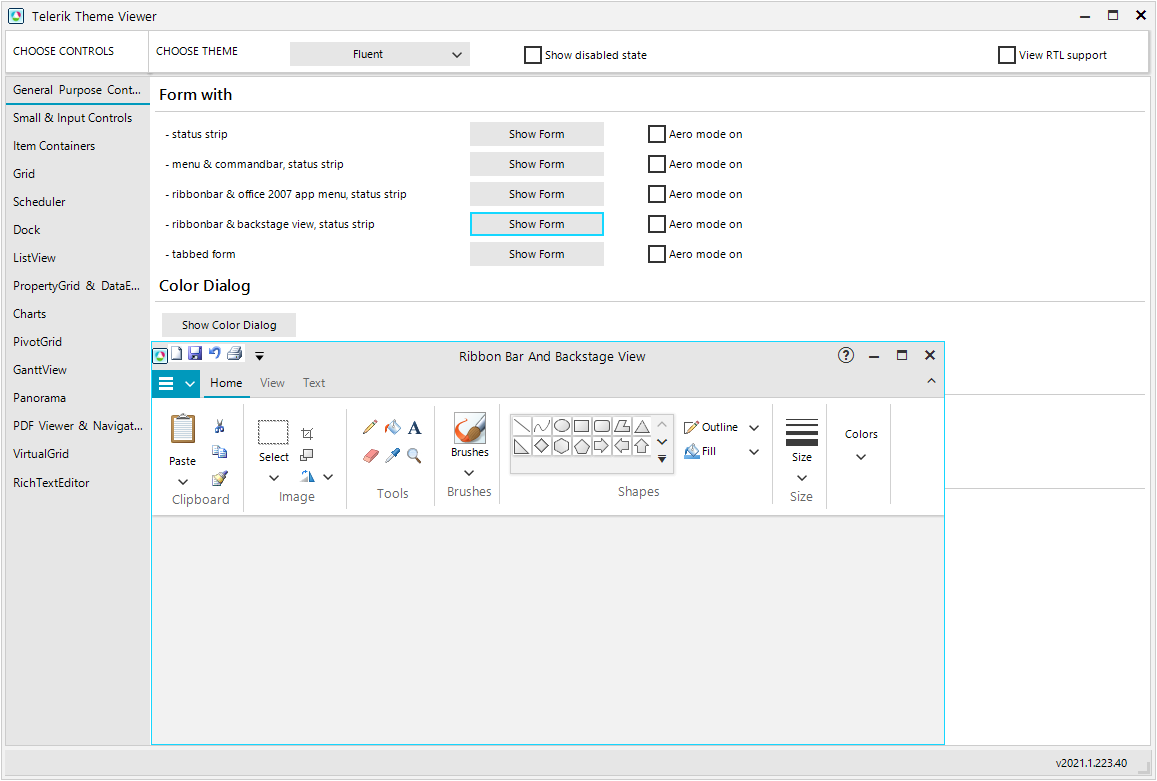 Telerik Theme Viewer
CHOOSE CONTROLS
CHOOSE THEME
Fluent
Show disabled state
View RTL support
General Purpose Cont...
Small & Input Controls
Item Containers
Grid
Scheduler
Dock
ListView
PropertyGrid & DataE...
Charts
PivotGrid
GanttView
Panorama
PDF Viewer & Navigat...
VirtualGrid
RichTextEditor
Form with
- status strip Show Form Aero mode on
- menu & commandbar, status strip Show Form Aero mode on
- ribbonbar & office 2007 app menu, status strip Show Form Aero mode on
- ribbonbar & backstage view, status strip Show Form Aero mode on
- tabbed form Show Form Aero mode on
Color Dialog
Show Color Dialog
Ribbon Bar And Backstage View
Home View Text
Paste
Clipboard
Select
Image
A
Tools
Brushes
Brushes
Outline
Fill
Shapes
Size
Size
Colors
v2021.1.223.40